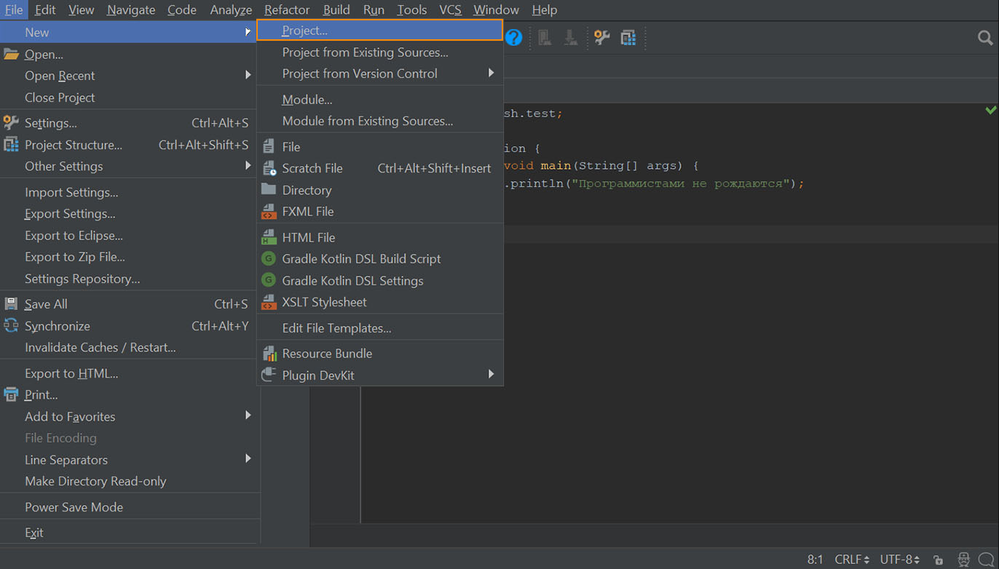 File Edit View Navigate Code Analyze Refactor Build Run Tools VCS Window Help
New
Open...
Open Recent
Close Project
Settings... Ctrl+Alt+S
Project Structure... Ctrl+Alt+Shift+S
Other Settings
Import Settings...
Export Settings...
Export to Eclipse...
Export to Zip File...
Settings Repository...
Save All Ctrl+S
Synchronize Ctrl+Alt+Y
Invalidate Caches / Restart...
Export to HTML...
Print...
Add to Favorites
File Encoding
Line Separators
Make Directory Read-only
Power Save Mode
Exit
Project...
Project from Existing Sources...
Project from Version Control
Module...
Module from Existing Sources...
File
Scratch File Ctrl+Alt+Shift+Insert
Directory
FXML File
HTML File
Gradle Kotlin DSL Build Script
Gradle Kotlin DSL Settings
XSLT Stylesheet
Edit File Templates...
Resource Bundle
Plugin DevKit
sh.test;
ion {
void main(String[] args) {
.println("Программистами не рождаются");
8:1 CRLF UTF-8